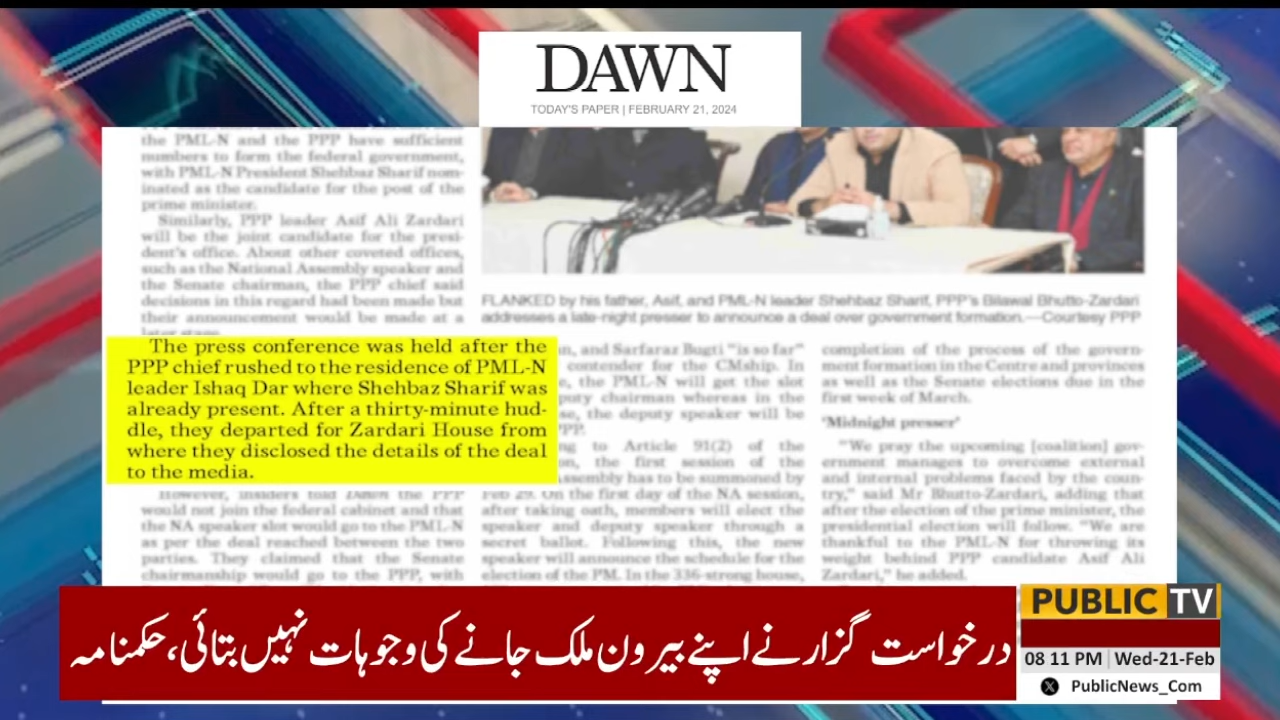 DAWN
TODAY'S PAPER | FEBRUARY 21, 2024
the PML-N and the PPP have sufficient
numbers to form the federal government,
with PML-N President Shehbaz Sharif nom-
inated as the candidate for the post of the
prime minister.
Similarly, PPP leader Asif Ali Zardari
will be the joint candidate for the presi-
dent's office. About other coveted offices,
such as the National Assembly speaker and
the Senate chairman, the PPP chief said
decisions in this regard had been made but
their announcement would be made at a
later stage.
The press conference was held after the
PPP chief rushed to the residence of PML-N
leader Ishaq Dar where Shehbaz Sharif was
already present. After a thirty-minute hud-
dle, they departed for Zardari House from
where they disclosed the details of the deal
to the media.
However, insiders told Dawn the PPP
would not join the federal cabinet and that
the NA speaker slot would go to the PML-N
as per the deal reached between the two
parties. They claimed that the Senate
chairmanship would go to the PPP, with
FLANKED by his father, Asif, and PML-N leader Shehbaz Sharif, PPP's Bilawal Bhutto-Zardari
addresses a late-night presser to announce a deal over government formation.—Courtesy PPP
and Sarfaraz Bugti "is so far"
contender for the CMship. In
the PML-N will get the slot
chairman whereas in the
the deputy speaker will be
to Article 91(2) of the
the first session of the
has to be summoned by
Feb 29. On the first day of the NA session,
after taking oath, members will elect the
speaker and deputy speaker through a
secret ballot. Following this, the new
speaker will announce the schedule for the
election of the PM. In the 336-strong house,
completion of the process of the govern-
ment formation in the Centre and provinces
as well as the Senate elections due in the
first week of March.
'Midnight presser'
"We pray the upcoming [coalition] gov-
ernment manages to overcome external
and internal problems faced by the coun-
try," said Mr Bhutto-Zardari, adding that
after the election of the prime minister, the
presidential election will follow. "We are
thankful to the PML-N for throwing its
weight behind PPP candidate Asif Ali
Zardari," he added.
درخواست گزار نے اپنے بیرون ملک جانے کی وجوہات نہیں بتائی، حکمنامہ
PUBLIC TV
08 11 PM | Wed-21-Feb
X PublicNews_Com